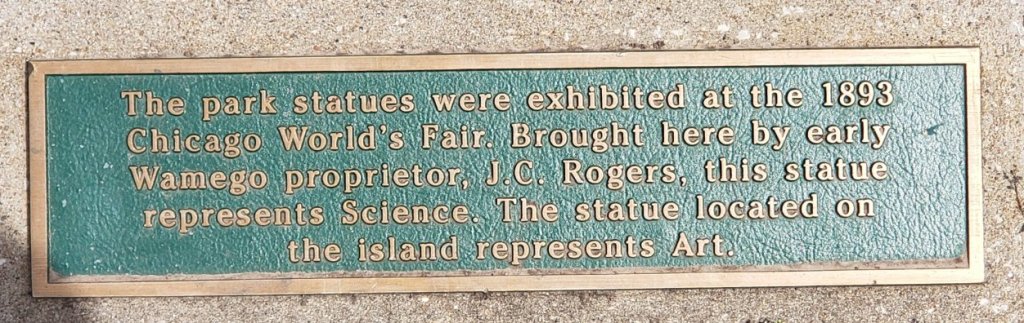 The park statues were exhibited at the 1893
Chicago World's Fair. Brought here by early
Wamego proprietor, J.C. Rogers, this statue
represents Science. The statue located on
the island represents Art.